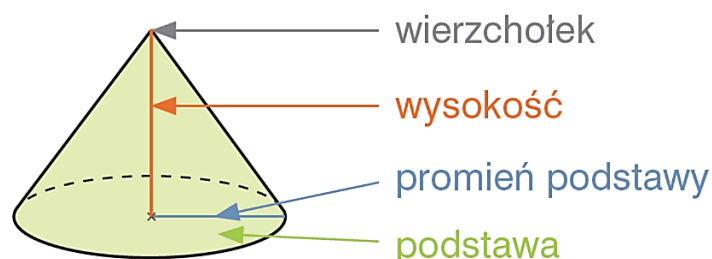 wierzchołek
wysokość
promień podstawy
podstawa